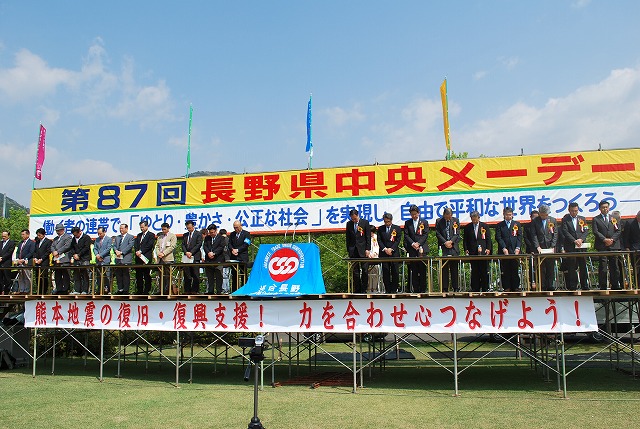 第87回 長野県中央メーデー
働く者の連帯で、「ゆとり・豊かさ・公正な社会」を実現し、自由で平和な世界をつくろう
連合長野
熊本地震の復旧・復興支援! 力を合わせ心つなげよう!